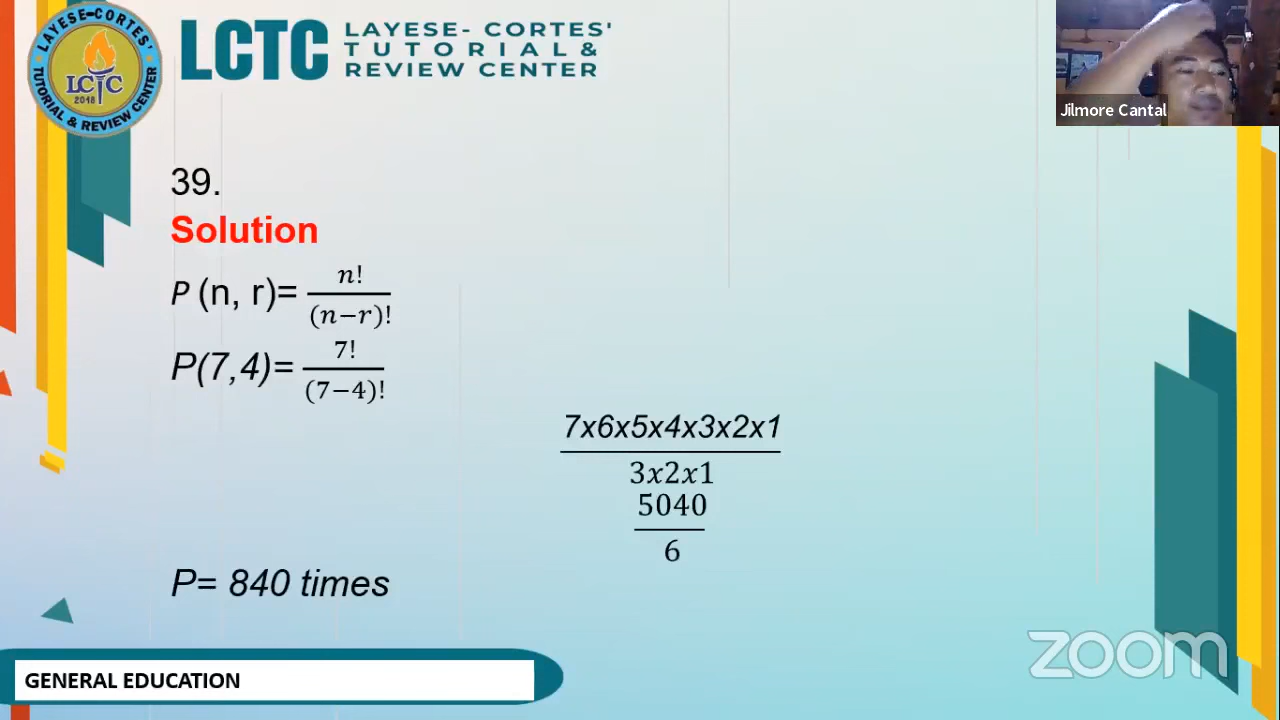 LAYESE-CORTES'
LCTC
2018
TUTORIAL & REVIEW CENTER
LCTC
LAYESE- CORTES'
TUTORIAL &
REVIEW CENTER
Jilmore Cantal
39.
Solution
P (n, r)= n! / (n−r)!
P(7,4)= 7! / (7−4)!
7x6x5x4x3x2x1
3x2x1
5040
6
P= 840 times
zoom
GENERAL EDUCATION